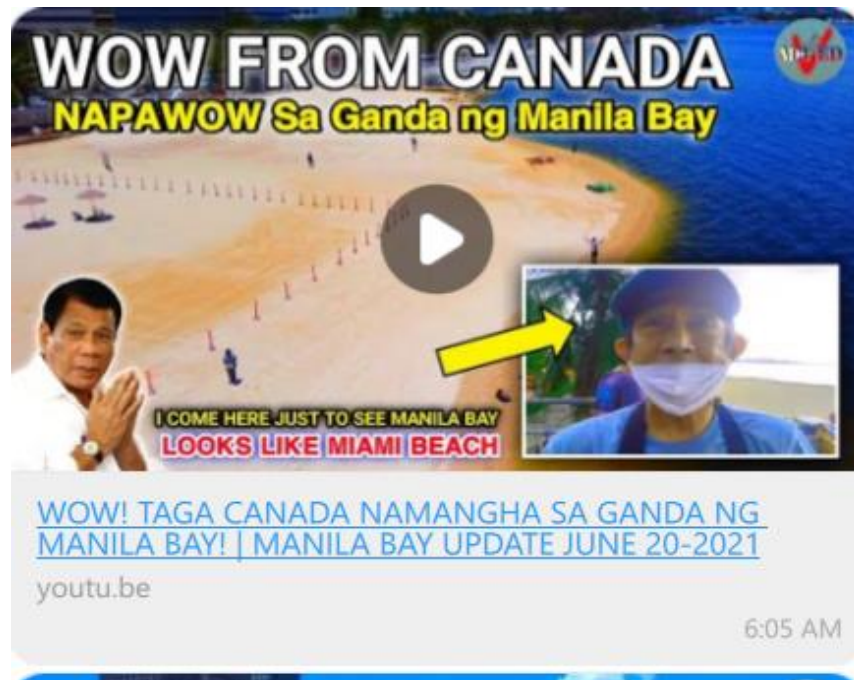 WOW FROM CANADA
NAPAWOW Sa Ganda ng Manila Bay
I COME HERE JUST TO SEE MANILA BAY
LOOKS LIKE MIAMI BEACH
WOW! TAGA CANADA NAMANGHA SA GANDA NG
MANILA BAY! | MANILA BAY UPDATE JUNE 20-2021
youtu.be
6:05 AM